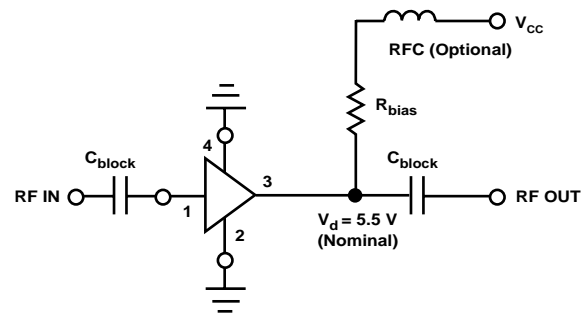 V_CC
RFC (Optional)
R_bias
4
C_block
C_block
3
RF IN
RF OUT
1
V_d = 5.5 V
(Nominal)
2